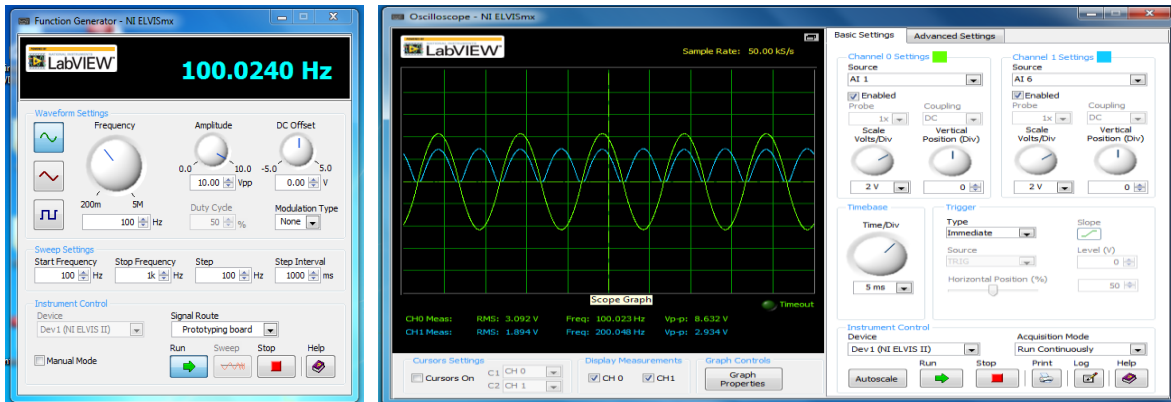 Function Generator - NI ELVISmx
POWERED BY
NATIONAL INSTRUMENTS
LabVIEW
100.0240 Hz
Waveform Settings
Frequency
Amplitude
DC Offset
0.0
10.0
-5.0
5.0
10.00 Vpp
0.00 V
200m
5M
100 Hz
Duty Cycle
50 %
Modulation Type
None
Sweep Settings
Start Frequency
Stop Frequency
Step
Step Interval
100 Hz
1k Hz
100 Hz
1000 ms
Instrument Control
Device
Signal Route
Dev1 (NI ELVIS II)
Prototyping board
Run
Sweep
Stop
Help
Manual Mode
Oscilloscope - NI ELVISmx
LabVIEW
Sample Rate: 50.00 kS/s
Scope Graph
Timeout
CH0 Meas: RMS: 3.092 V Freq: 100.023 Hz Vp-p: 8.632 V
CH1 Meas: RMS: 1.894 V Freq: 200.048 Hz Vp-p: 2.934 V
Cursors Settings
Cursors On
C1 CH 0
C2 CH 1
Display Measurements
CH 0
CH1
Graph Controls
Graph
Properties
Basic Settings
Advanced Settings
Channel 0 Settings
Source
AI 1
Enabled
Probe
Coupling
1x
DC
Scale
Volts/Div
Vertical
Position (Div)
2 V
0
Channel 1 Settings
Source
AI 6
Enabled
Probe
Coupling
1x
DC
Scale
Volts/Div
Vertical
Position (Div)
2 V
0
Timebase
Time/Div
5 ms
Trigger
Type
Immediate
Slope
Source
TRIG
Level (V)
0
Horizontal Position (%)
50
Instrument Control
Device
Dev1 (NI ELVIS II)
Acquisition Mode
Run Continuously
Run
Stop
Print
Log
Help
Autoscale